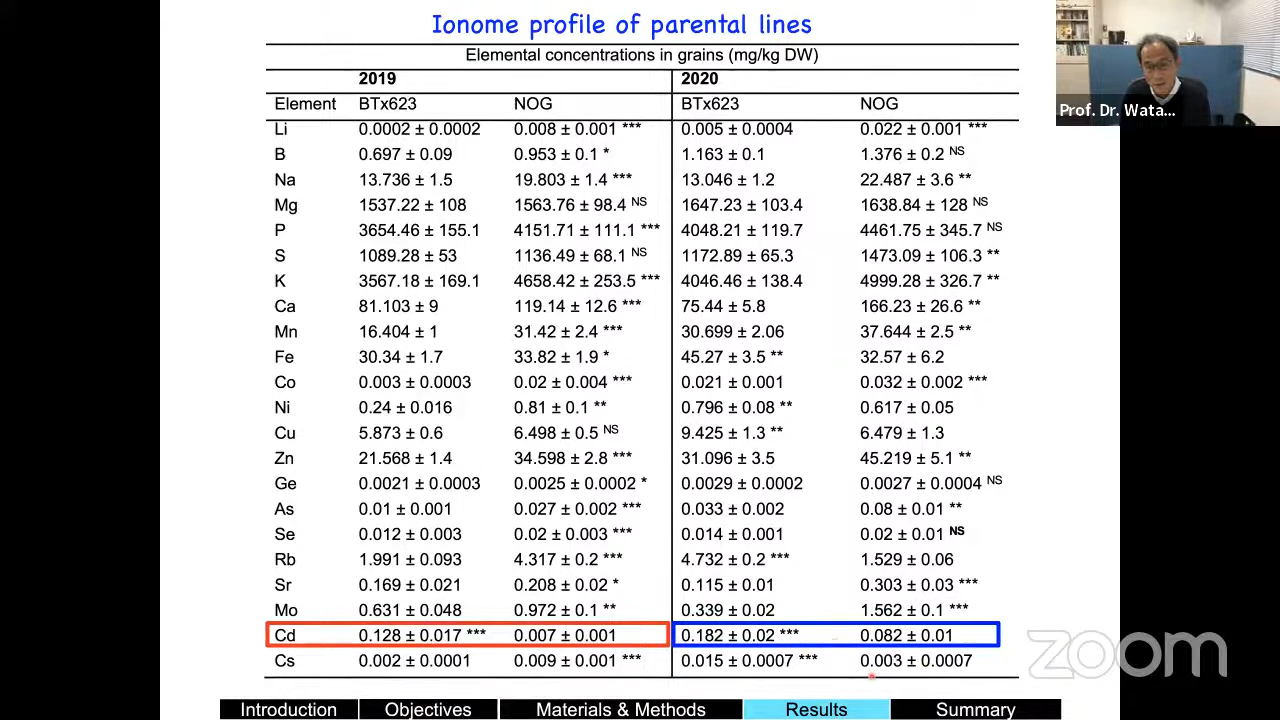 Ionome profile of parental lines
Elemental concentrations in grains (mg/kg DW)
2019 2020
Element BTx623 NOG BTx623 NOG
Li 0.0002 ± 0.0002 0.008 ± 0.001 *** 0.005 ± 0.0004 0.022 ± 0.001 ***
B 0.697 ± 0.09 0.953 ± 0.1 * 1.163 ± 0.1 1.376 ± 0.2 NS
Na 13.736 ± 1.5 19.803 ± 1.4 *** 13.046 ± 1.2 22.487 ± 3.6 **
Mg 1537.22 ± 108 1563.76 ± 98.4 NS 1647.23 ± 103.4 1638.84 ± 128 NS
P 3654.46 ± 155.1 4151.71 ± 111.1 *** 4048.21 ± 119.7 4461.75 ± 345.7 NS
S 1089.28 ± 53 1136.49 ± 68.1 NS 1172.89 ± 65.3 1473.09 ± 106.3 **
K 3567.18 ± 169.1 4658.42 ± 253.5 *** 4046.46 ± 138.4 4999.28 ± 326.7 **
Ca 81.103 ± 9 119.14 ± 12.6 *** 75.44 ± 5.8 166.23 ± 26.6 **
Mn 16.404 ± 1 31.42 ± 2.4 *** 30.699 ± 2.06 37.644 ± 2.5 **
Fe 30.34 ± 1.7 33.82 ± 1.9 * 45.27 ± 3.5 ** 32.57 ± 6.2
Co 0.003 ± 0.0003 0.02 ± 0.004 *** 0.021 ± 0.001 0.032 ± 0.002 ***
Ni 0.24 ± 0.016 0.81 ± 0.1 ** 0.796 ± 0.08 ** 0.617 ± 0.05
Cu 5.873 ± 0.6 6.498 ± 0.5 NS 9.425 ± 1.3 ** 6.479 ± 1.3
Zn 21.568 ± 1.4 34.598 ± 2.8 *** 31.096 ± 3.5 45.219 ± 5.1 **
Ge 0.0021 ± 0.0003 0.0025 ± 0.0002 * 0.0029 ± 0.0002 0.0027 ± 0.0004 NS
As 0.01 ± 0.001 0.027 ± 0.002 *** 0.033 ± 0.002 0.08 ± 0.01 **
Se 0.012 ± 0.003 0.02 ± 0.003 *** 0.014 ± 0.001 0.02 ± 0.01 NS
Rb 1.991 ± 0.093 4.317 ± 0.2 *** 4.732 ± 0.2 *** 1.529 ± 0.06
Sr 0.169 ± 0.021 0.208 ± 0.02 * 0.115 ± 0.01 0.303 ± 0.03 ***
Mo 0.631 ± 0.048 0.972 ± 0.1 ** 0.339 ± 0.02 1.562 ± 0.1 ***
Cd 0.128 ± 0.017 *** 0.007 ± 0.001 0.182 ± 0.02 *** 0.082 ± 0.01
Cs 0.002 ± 0.0001 0.009 ± 0.001 *** 0.015 ± 0.0007 *** 0.003 ± 0.0007
Introduction Objectives Materials & Methods Results Summary
Prof. Dr. Wata...
zoom